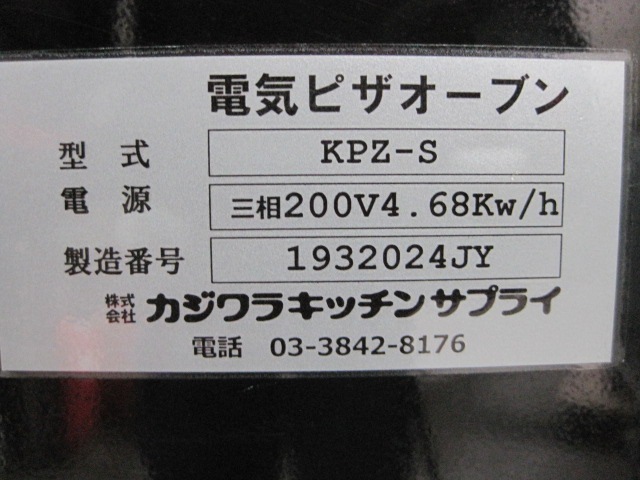 電気ピザオーブン
型式 KPZ-S
電源 三相200V4.68Kw/h
製造番号 1932024JY
株式会社 カジワラキッチンサプライ
電話 03-3842-8176